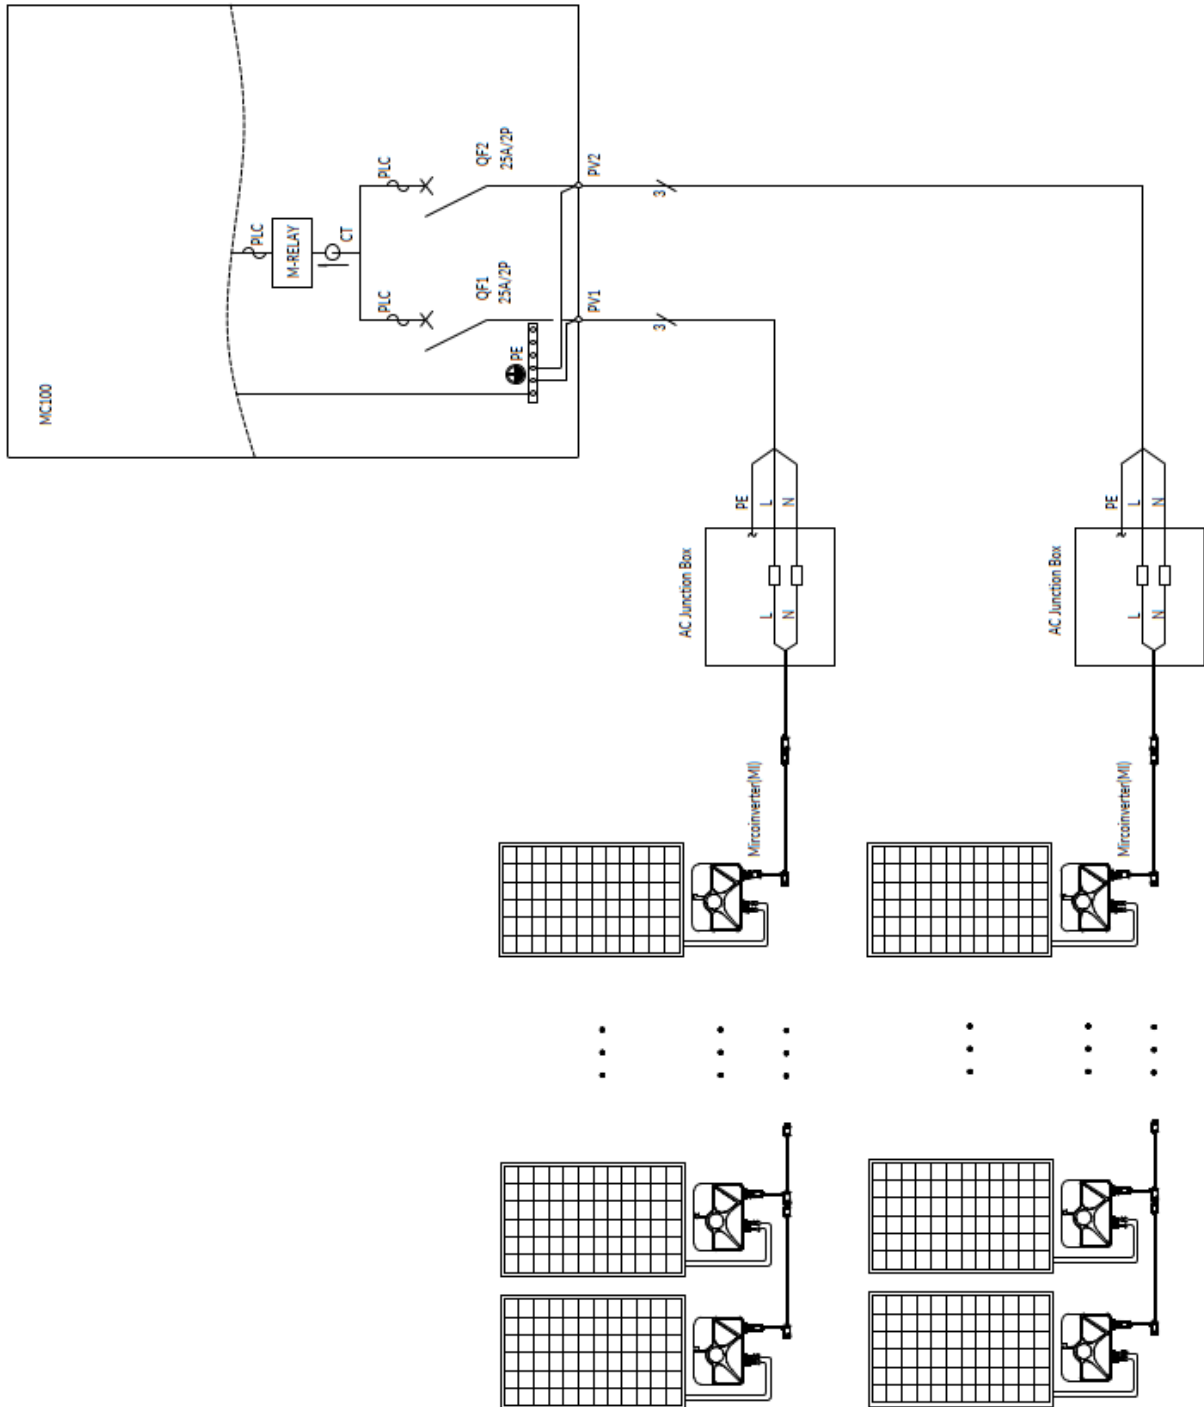 MC100
PLC
M-RELAY
CT
PLC
QF2
25A/2P
PV2
3
PLC
QF1
25A/2P
PV1
3
PE
AC Junction Box
PE
L
N
L
N
Mircoinverter(MI)
AC Junction Box
PE
L
N
L
N
Mircoinverter(MI)